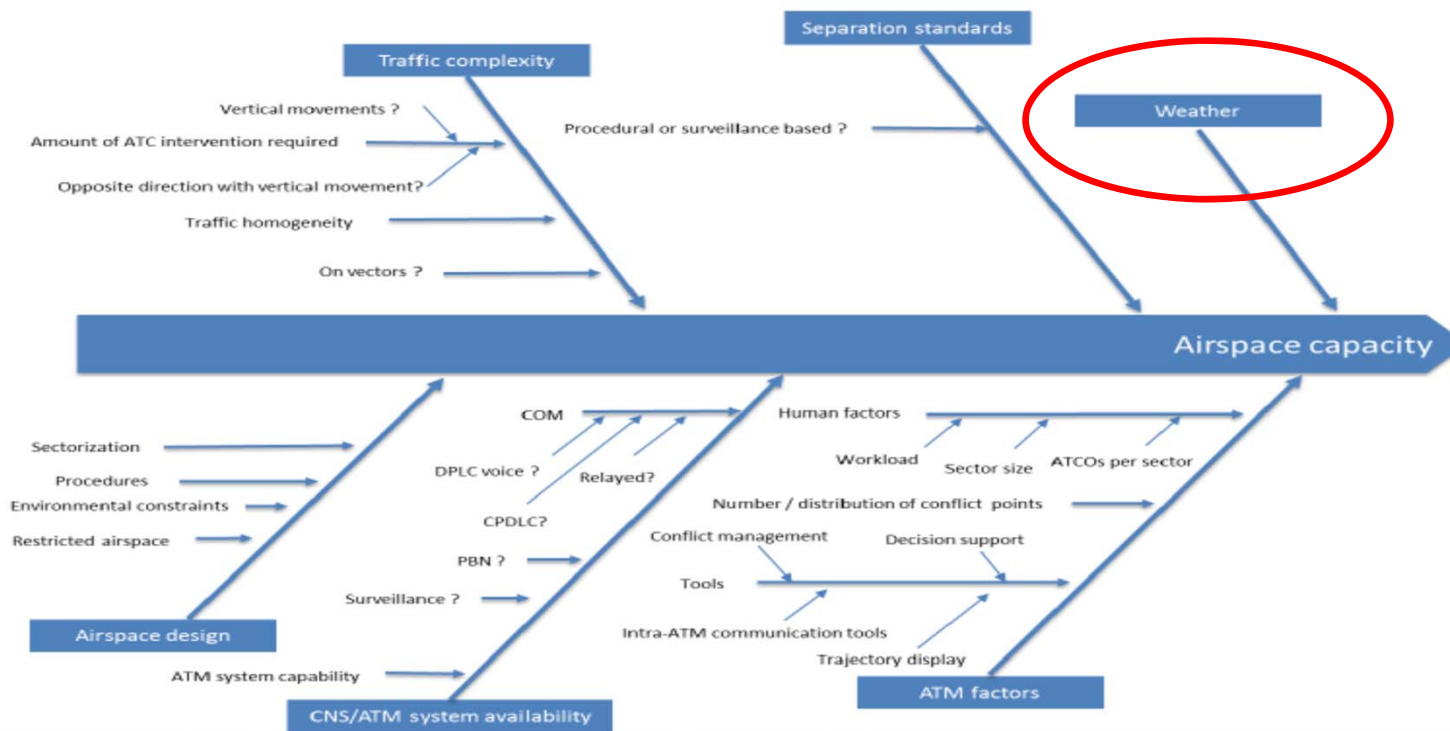 Separation standards
Traffic complexity
Weather
Vertical movements ?
Procedural or surveillance based ?
Amount of ATC intervention required
Opposite direction with vertical movement?
Traffic homogeneity
On vectors ?
Airspace capacity
COM
Human factors
Sectorization
DPLC voice ?
Relayed?
Workload
Sector size
ATCOs per sector
Procedures
Environmental constraints
Number / distribution of conflict points
CPDLC?
Restricted airspace
Conflict management
Decision support
PBN ?
Tools
Surveillance ?
Airspace design
Intra-ATM communication tools
Trajectory display
ATM system capability
ATM factors
CNS/ATM system availability